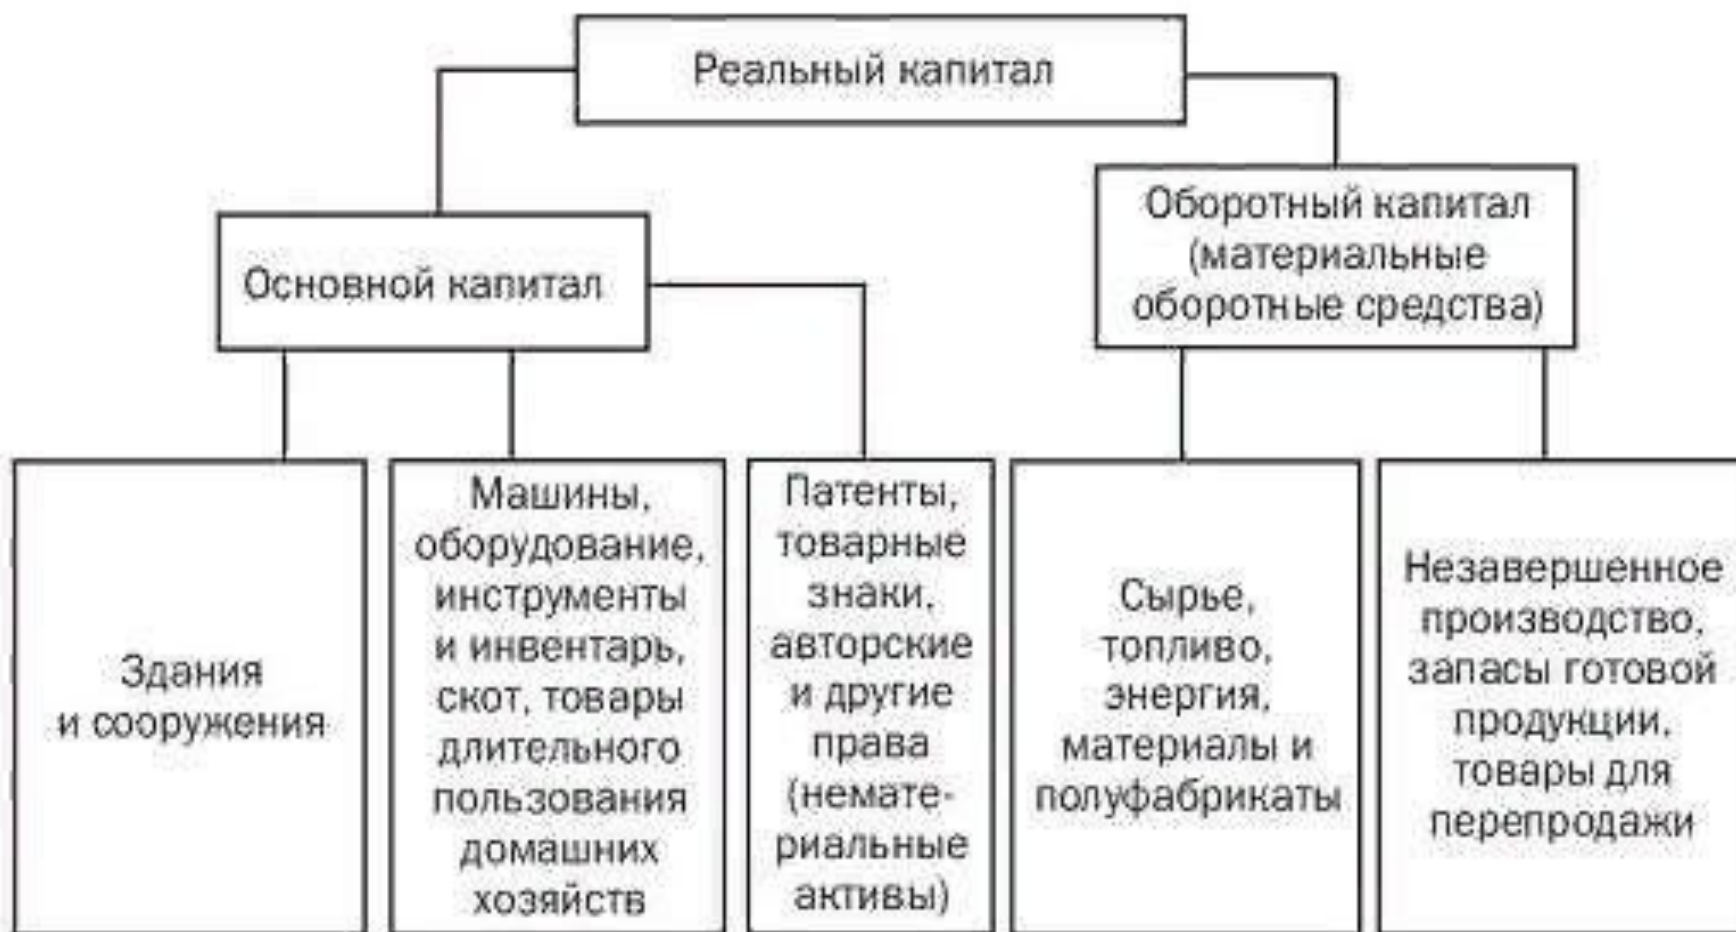 Реальный капитал
Основной капитал
Оборотный капитал
(материальные
оборотные средства)
Здания
и сооружения
Машины,
оборудование,
инструменты
и инвентарь,
скот, товары
длительного
пользования
домашних
хозяйств
Патенты,
товарные
знаки,
авторские
и другие
права
(немате-
риальные
активы)
Сырье,
топливо,
энергия,
материалы и
полуфабрикаты
Незавершенное
производство,
запасы готовой
продукции,
товары для
перепродажи